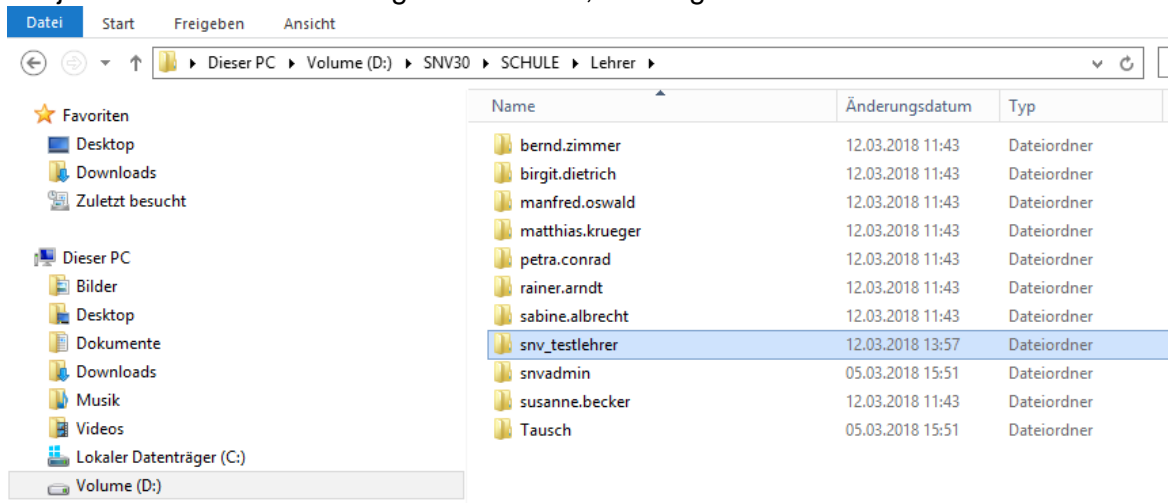 Datei Start Freigeben Ansicht
Dieser PC Volume (D:) SNV30 SCHULE Lehrer
Favoriten
Desktop
Downloads
Zuletzt besucht
Dieser PC
Bilder
Desktop
Dokumente
Downloads
Musik
Videos
Lokaler Datenträger (C:)
Volume (D:)
Name Änderungsdatum Typ
bernd.zimmer 12.03.2018 11:43 Dateiordner
birgit.dietrich 12.03.2018 11:43 Dateiordner
manfred.oswald 12.03.2018 11:43 Dateiordner
matthias.krueger 12.03.2018 11:43 Dateiordner
petra.conrad 12.03.2018 11:43 Dateiordner
rainer.arndt 12.03.2018 11:43 Dateiordner
sabine.albrecht 12.03.2018 11:43 Dateiordner
snv_testlehrer 12.03.2018 13:57 Dateiordner
snvadmin 05.03.2018 15:51 Dateiordner
susanne.becker 12.03.2018 11:43 Dateiordner
Tausch 05.03.2018 15:51 Dateiordner